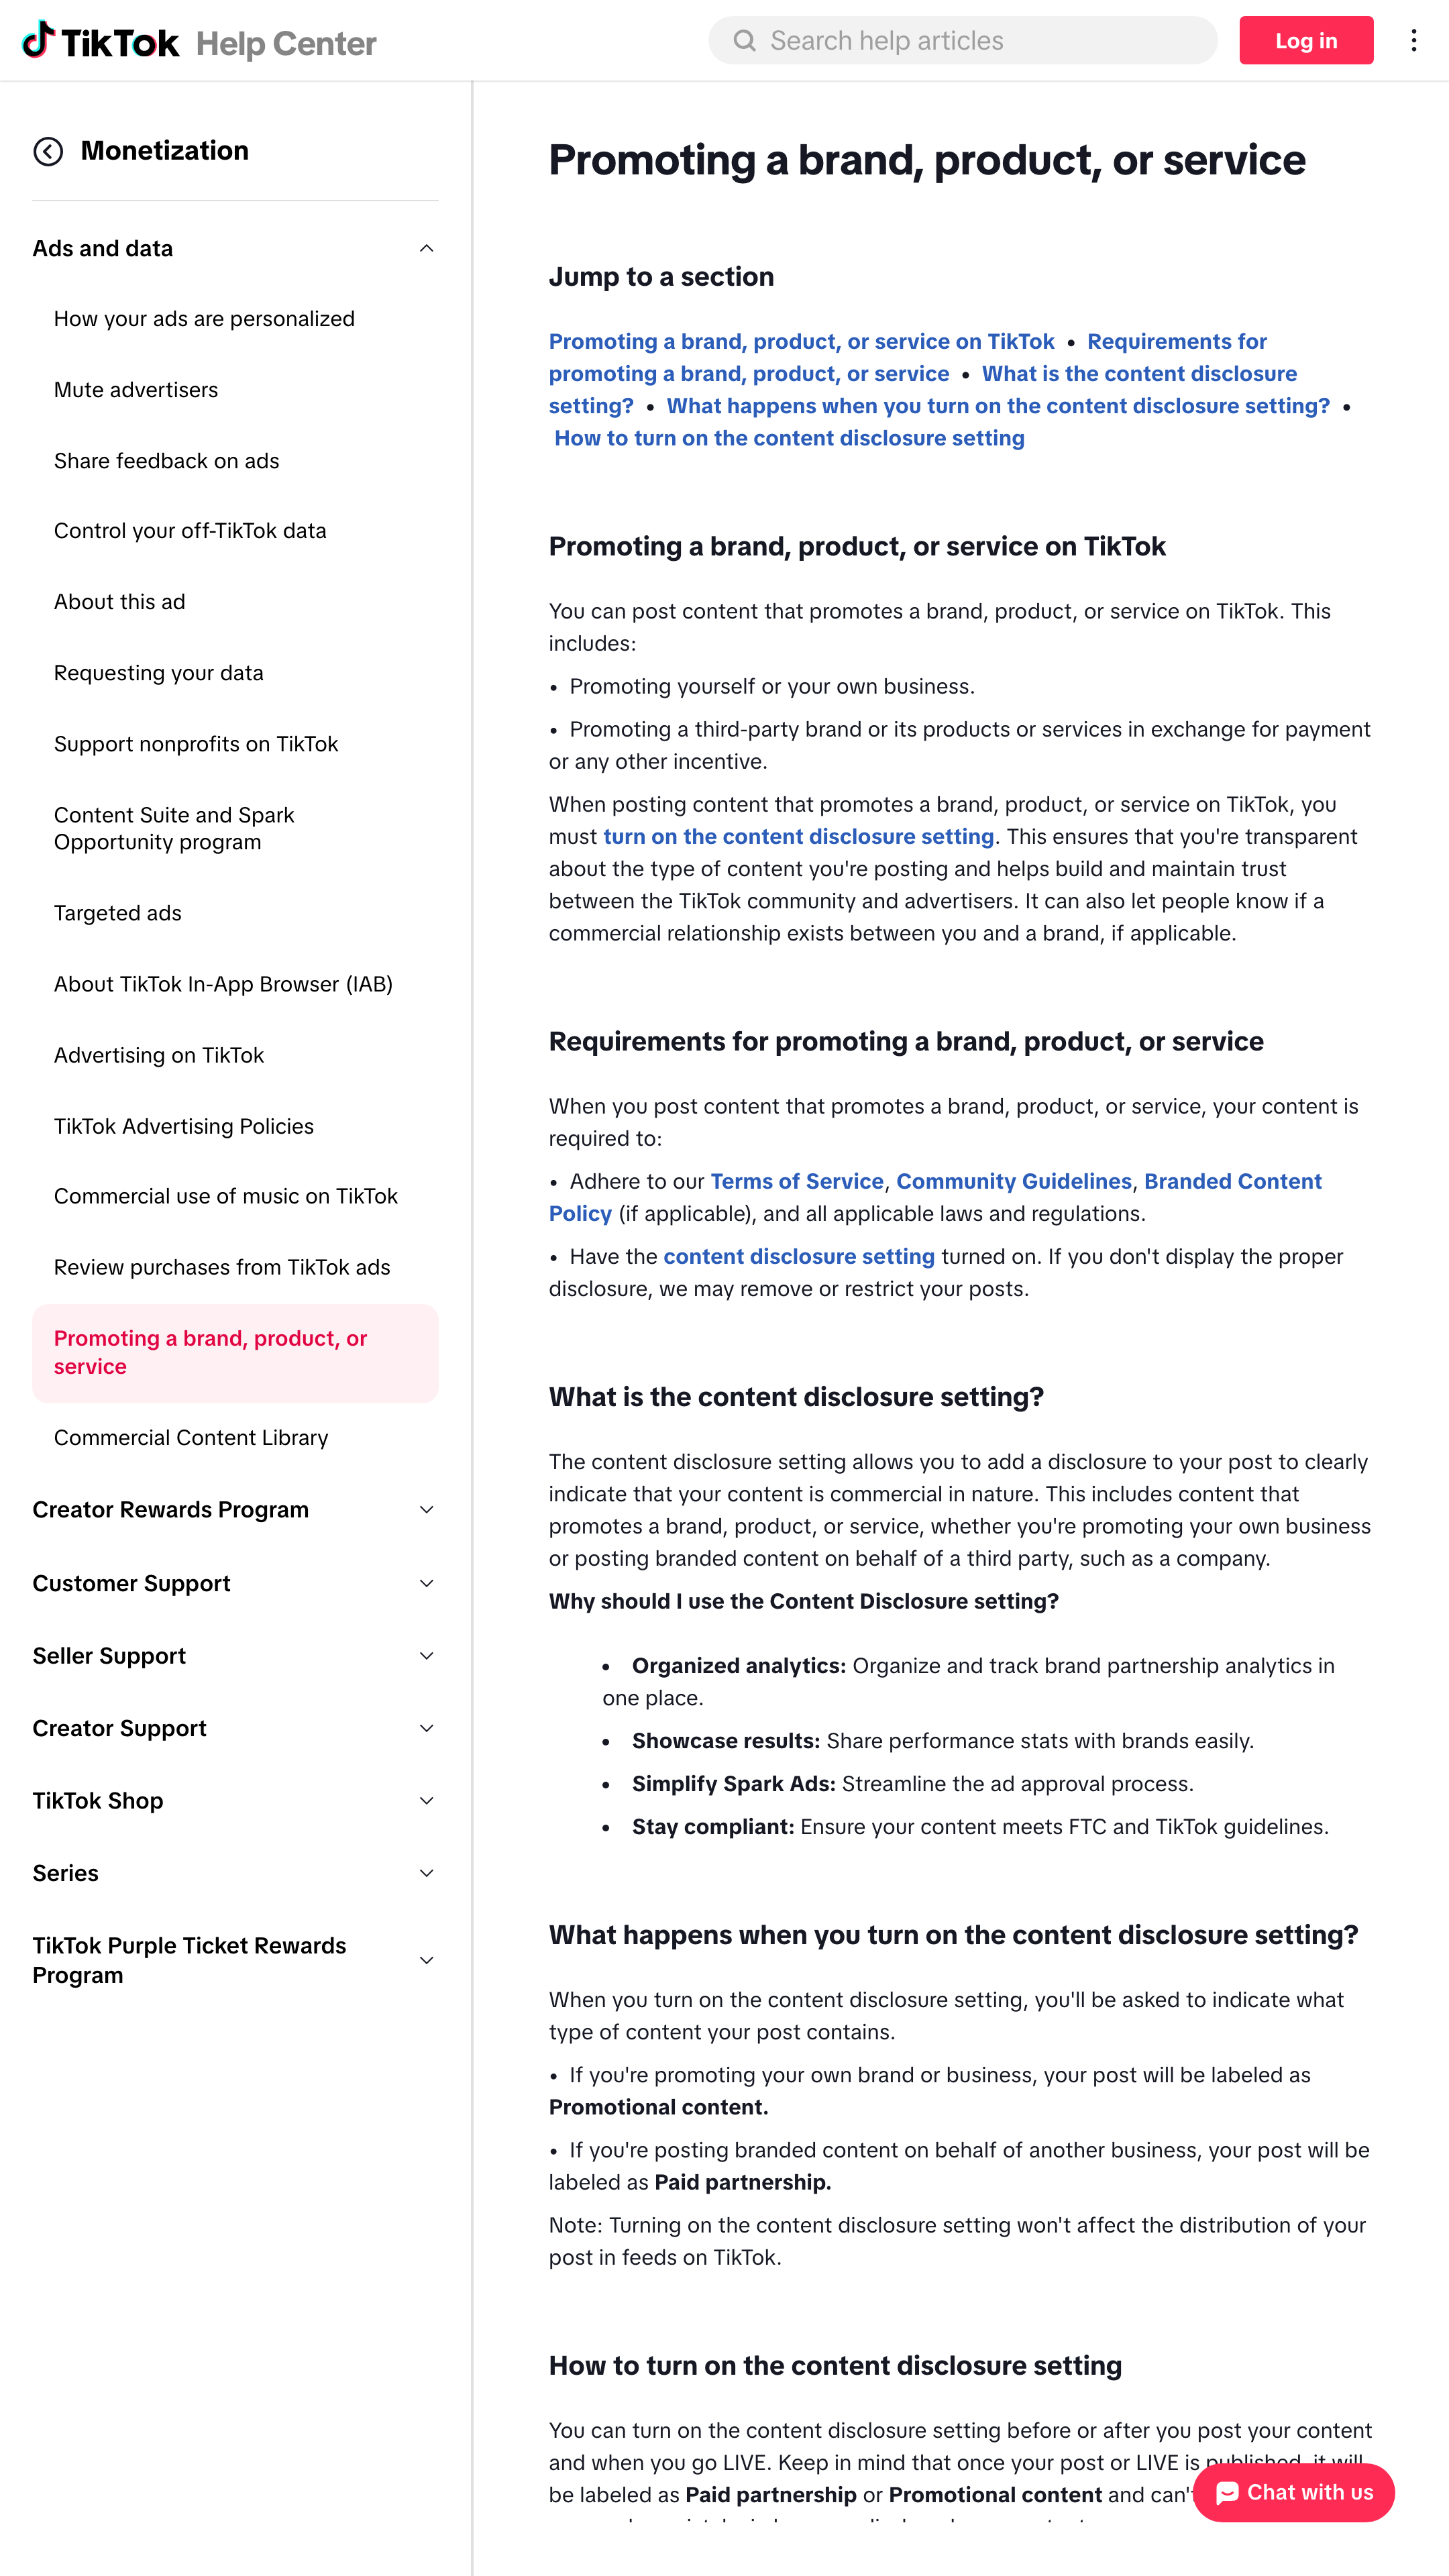 TikTok Help Center
Search help articles
Log in
Monetization
Ads and data
How your ads are personalized
Mute advertisers
Share feedback on ads
Control your off-TikTok data
About this ad
Requesting your data
Support nonprofits on TikTok
Content Suite and Spark
Opportunity program
Targeted ads
About TikTok In-App Browser (IAB)
Advertising on TikTok
TikTok Advertising Policies
Commercial use of music on TikTok
Review purchases from TikTok ads
Promoting a brand, product, or
service
Commercial Content Library
Creator Rewards Program
Customer Support
Seller Support
Creator Support
TikTok Shop
Series
TikTok Purple Ticket Rewards
Program
Promoting a brand, product, or service
Jump to a section
Promoting a brand, product, or service on TikTok • Requirements for
promoting a brand, product, or service • What is the content disclosure
setting? • What happens when you turn on the content disclosure setting? •
How to turn on the content disclosure setting
Promoting a brand, product, or service on TikTok
You can post content that promotes a brand, product, or service on TikTok. This
includes:
• Promoting yourself or your own business.
• Promoting a third-party brand or its products or services in exchange for payment
or any other incentive.
When posting content that promotes a brand, product, or service on TikTok, you
must turn on the content disclosure setting. This ensures that you're transparent
about the type of content you're posting and helps build and maintain trust
between the TikTok community and advertisers. It can also let people know if a
commercial relationship exists between you and a brand, if applicable.
Requirements for promoting a brand, product, or service
When you post content that promotes a brand, product, or service, your content is
required to:
• Adhere to our Terms of Service, Community Guidelines, Branded Content
Policy (if applicable), and all applicable laws and regulations.
• Have the content disclosure setting turned on. If you don't display the proper
disclosure, we may remove or restrict your posts.
What is the content disclosure setting?
The content disclosure setting allows you to add a disclosure to your post to clearly
indicate that your content is commercial in nature. This includes content that
promotes a brand, product, or service, whether you're promoting your own business
or posting branded content on behalf of a third party, such as a company.
Why should I use the Content Disclosure setting?
• Organized analytics: Organize and track brand partnership analytics in
one place.
• Showcase results: Share performance stats with brands easily.
• Simplify Spark Ads: Streamline the ad approval process.
• Stay compliant: Ensure your content meets FTC and TikTok guidelines.
What happens when you turn on the content disclosure setting?
When you turn on the content disclosure setting, you'll be asked to indicate what
type of content your post contains.
• If you're promoting your own brand or business, your post will be labeled as
Promotional content.
• If you're posting branded content on behalf of another business, your post will be
labeled as Paid partnership.
Note: Turning on the content disclosure setting won't affect the distribution of your
post in feeds on TikTok.
How to turn on the content disclosure setting
You can turn on the content disclosure setting before or after you post your content
and when you go LIVE. Keep in mind that once your post or LIVE is published, it will
be labeled as Paid partnership or Promotional content and can't
Chat with us